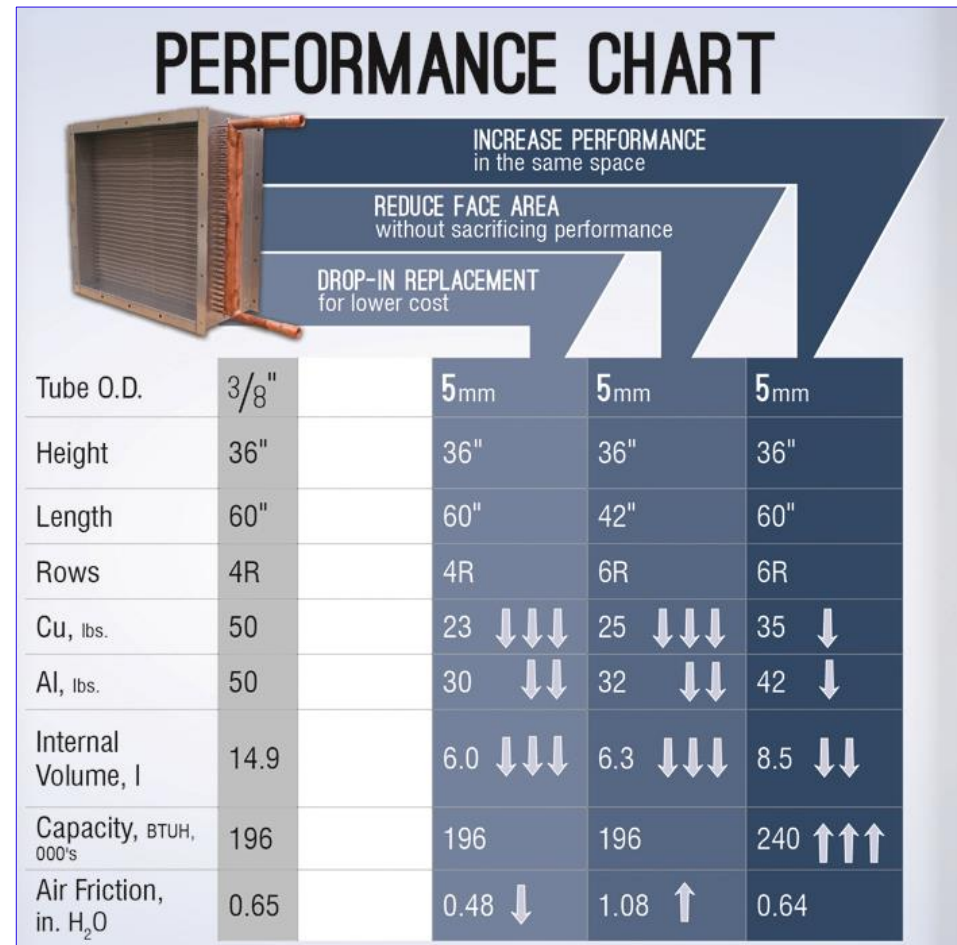 PERFORMANCE CHART
INCREASE PERFORMANCE
in the same space
REDUCE FACE AREA
without sacrificing performance
DROP-IN REPLACEMENT
for lower cost
Tube O.D. 3/8" 5mm 5mm 5mm
Height 36" 36" 36" 36"
Length 60" 60" 42" 60"
Rows 4R 4R 6R 6R
Cu, lbs. 50 23 ↓↓↓ 25 ↓↓↓ 35 ↓
Al, lbs. 50 30 ↓↓ 32 ↓↓ 42 ↓
Internal
Volume, l 14.9 6.0 ↓↓↓ 6.3 ↓↓↓ 8.5 ↓↓
Capacity, BTUH,
000's 196 196 196 240 ↑↑↑
Air Friction,
in. H₂O 0.65 0.48 ↓ 1.08 ↑ 0.64